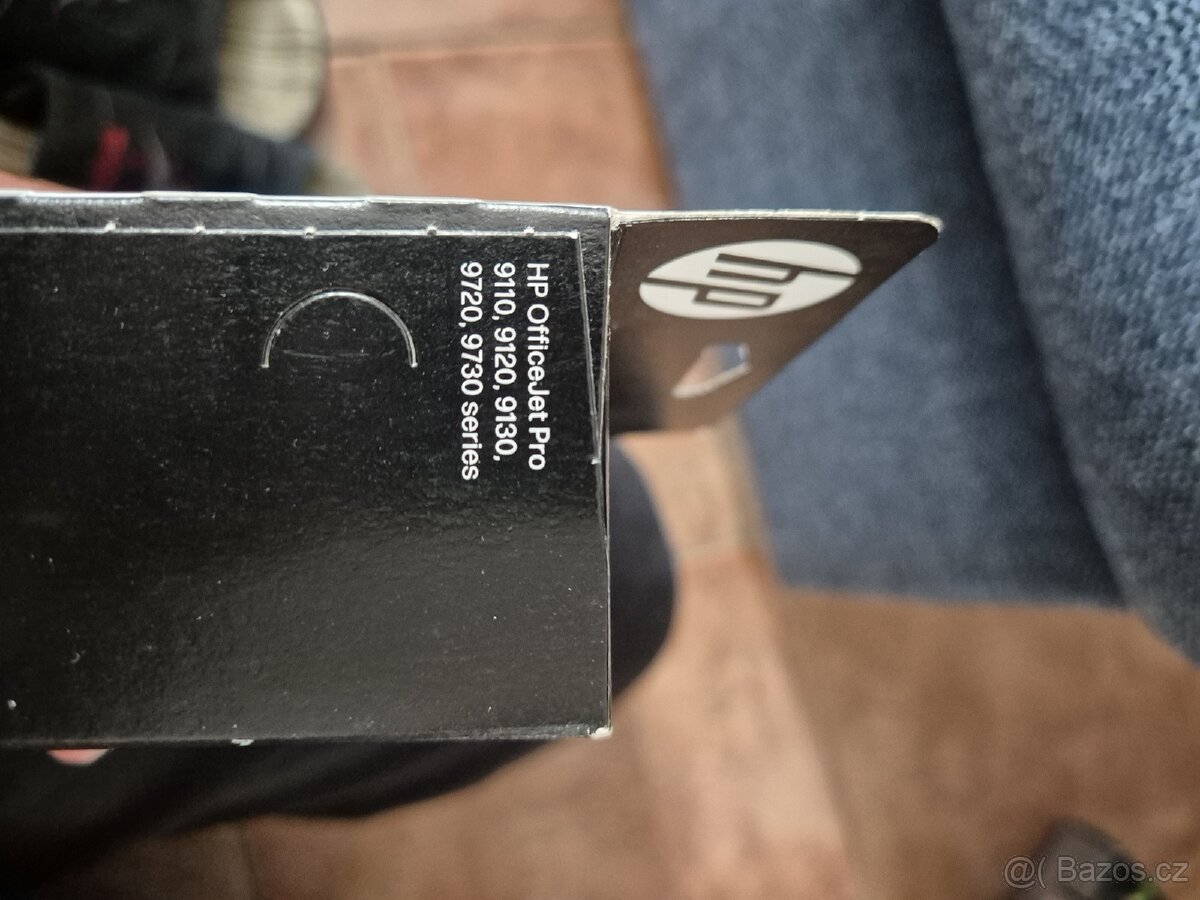 HP OfficeJet Pro
9110, 9120, 9130,
9720, 9730 series
hp
@( Bazos.cz